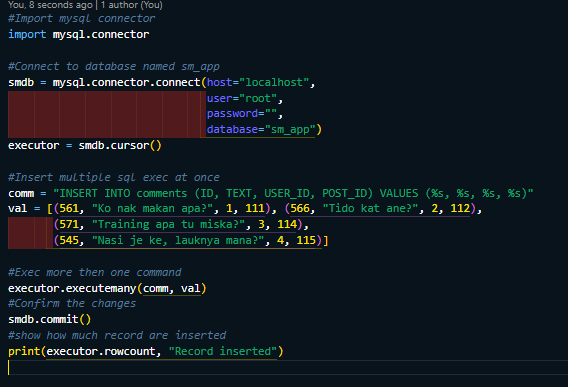 You, 8 seconds ago | 1 author (You)
#Import mysql connector
import mysql.connector
#Connect to database named sm_app
smdb = mysql.connector.connect(host="localhost",
user="root",
password="",
database="sm_app")
executor = smdb.cursor()
#Insert multiple sql exec at once
comm = "INSERT INTO comments (ID, TEXT, USER_ID, POST_ID) VALUES (%s, %s, %s, %s)"
val = [(561, "Ko nak makan apa?", 1, 111), (566, "Tido kat ane?", 2, 112),
(571, "Training apa tu miska?", 3, 114),
(545, "Nasi je ke, lauknya mana?", 4, 115)]
#Exec more then one command
executor.executemany(comm, val)
#Confirm the changes
smdb.commit()
#show how much record are inserted
print(executor.rowcount, "Record inserted")